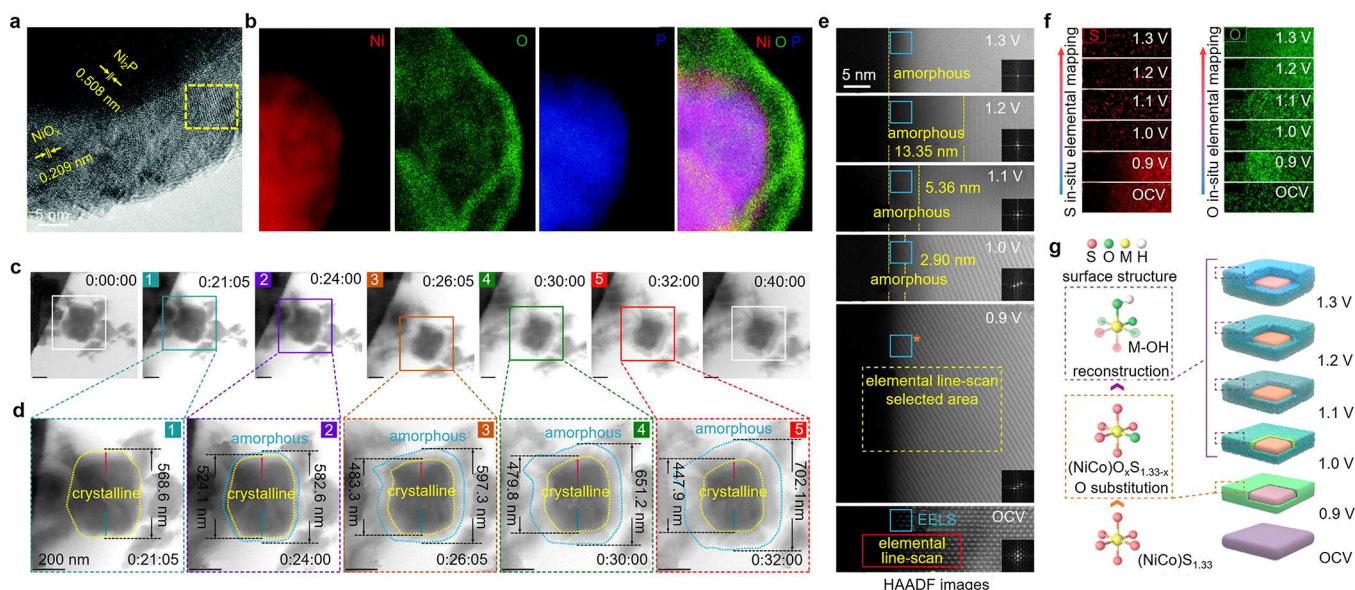 a
Ni₂P
0.508 nm
NiOₓ
0.209 nm
5 nm
b
Ni
O
P
Ni O P
c
0:00:00
1
0:21:05
2
0:24:00
3
0:26:05
4
0:30:00
5
0:32:00
0:40:00
d
1
crystalline
568.6 nm
200 nm
0:21:05
amorphous
2
524.1 nm
crystalline
582.6 nm
0:24:00
amorphous
3
483.3 nm
crystalline
597.3 nm
0:26:05
amorphous
4
479.8 nm
crystalline
651.2 nm
0:30:00
amorphous
5
447.9 nm
crystalline
702.1nm
0:32:00
e
1.3 V
5 nm
amorphous
1.2 V
amorphous
13.35 nm
1.1 V
5.36 nm
amorphous
1.0 V
2.90 nm
amorphous
0.9 V
*
elemental line-scan
selected area
OCV
EELS
elemental
line-scan
HAADF images
f
S in-situ elemental mapping
S
1.3 V
1.2 V
1.1 V
1.0 V
0.9 V
OCV
O in-situ elemental mapping
O
1.3 V
1.2 V
1.1 V
1.0 V
0.9 V
OCV
g
S O M H
surface structure
M-OH
reconstruction
(NiCo)OₓS₁.₃₃₋ₓ
O substitution
(NiCo)S₁.₃₃
1.3 V
1.2 V
1.1 V
1.0 V
0.9 V
OCV